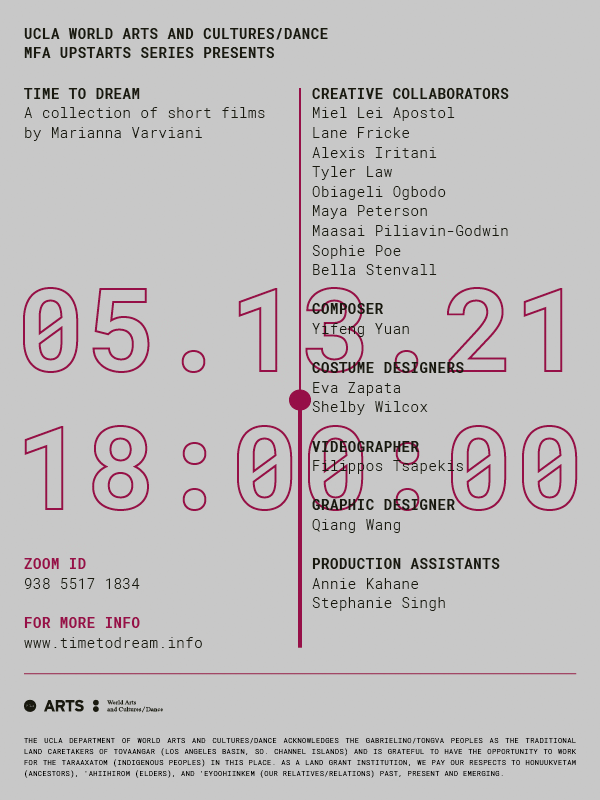 UCLA WORLD ARTS AND CULTURES/DANCE
MFA UPSTARTS SERIES PRESENTS
TIME TO DREAM
A collection of short films
by Marianna Varviani
CREATIVE COLLABORATORS
Miel Lei Apostol
Lane Fricke
Alexis Iritani
Tyler Law
Obiageli Ogbodo
Maya Peterson
Maasai Piliavin-Godwin
Sophie Poe
Bella Stenvall
COMPOSER
Yifeng Yuan
COSTUME DESIGNERS
Eva Zapata
Shelby Wilcox
VIDEOGRAPHER
Filippos Tsapekis
GRAPHIC DESIGNER
Qiang Wang
PRODUCTION ASSISTANTS
Annie Kahane
Stephanie Singh
05.13.21
18:00:00
ZOOM ID
938 5517 1834
FOR MORE INFO
www.timetodream.info
ARTS
World Arts
and Cultures/Dance
THE UCLA DEPARTMENT OF WORLD ARTS AND CULTURES/DANCE ACKNOWLEDGES THE GABRIELINO/TONGVA PEOPLES AS THE TRADITIONAL
LAND CARETAKERS OF TOVAANGAR (LOS ANGELES BASIN, SO. CHANNEL ISLANDS) AND IS GRATEFUL TO HAVE THE OPPORTUNITY TO WORK
FOR THE TARAAXATOM (INDIGENOUS PEOPLES) IN THIS PLACE. AS A LAND GRANT INSTITUTION, WE PAY OUR RESPECTS TO HONUUKVETAM
(ANCESTORS), 'AHIIHIROM (ELDERS), AND 'EYOOHIINKEM (OUR RELATIVES/RELATIONS) PAST, PRESENT AND EMERGING.